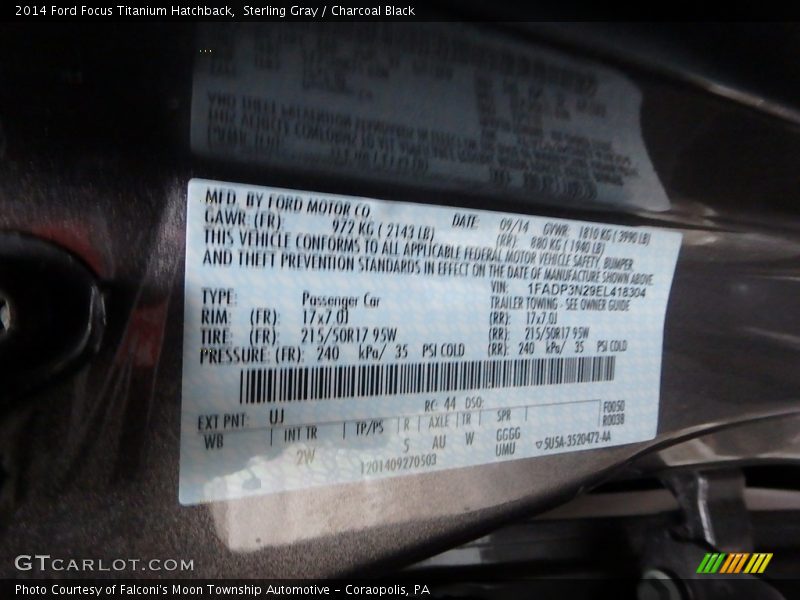 2014 Ford Focus Titanium Hatchback, Sterling Gray / Charcoal Black
MFD. BY FORD MOTOR CO
DATE: 09/14 GVWR: 1810 KG ( 3990 LB)
GAWR: (FR): 972 KG ( 2143 LB) (RR): 880 KG ( 1940 LB)
THIS VEHICLE CONFORMS TO ALL APPLICABLE FEDERAL MOTOR VEHICLE SAFETY, BUMPER
AND THEFT PREVENTION STANDARDS IN EFFECT ON THE DATE OF MANUFACTURE SHOWN ABOVE.
VIN: 1FADP3N29EL418304
TYPE: Passenger Car TRAILER TOWING - SEE OWNER GUIDE
RIM: (FR): 17x7.0J (RR): 17x7.0J
TIRE: (FR): 215/50R17 95W (RR): 215/50R17 95W
PRESSURE: (FR): 240 kPa/ 35 PSI COLD (RR): 240 kPa/ 35 PSI COLD
EXT PNT: UJ RC: 44 DSO: F0050
R0038
WB INT TR TP/PS R AXLE TR SPR
2W 5 AU W GGGG
UMU
1201409270503 5U5A-3520472-AA
GTCARLOT.COM
Photo Courtesy of Falconi's Moon Township Automotive - Coraopolis, PA